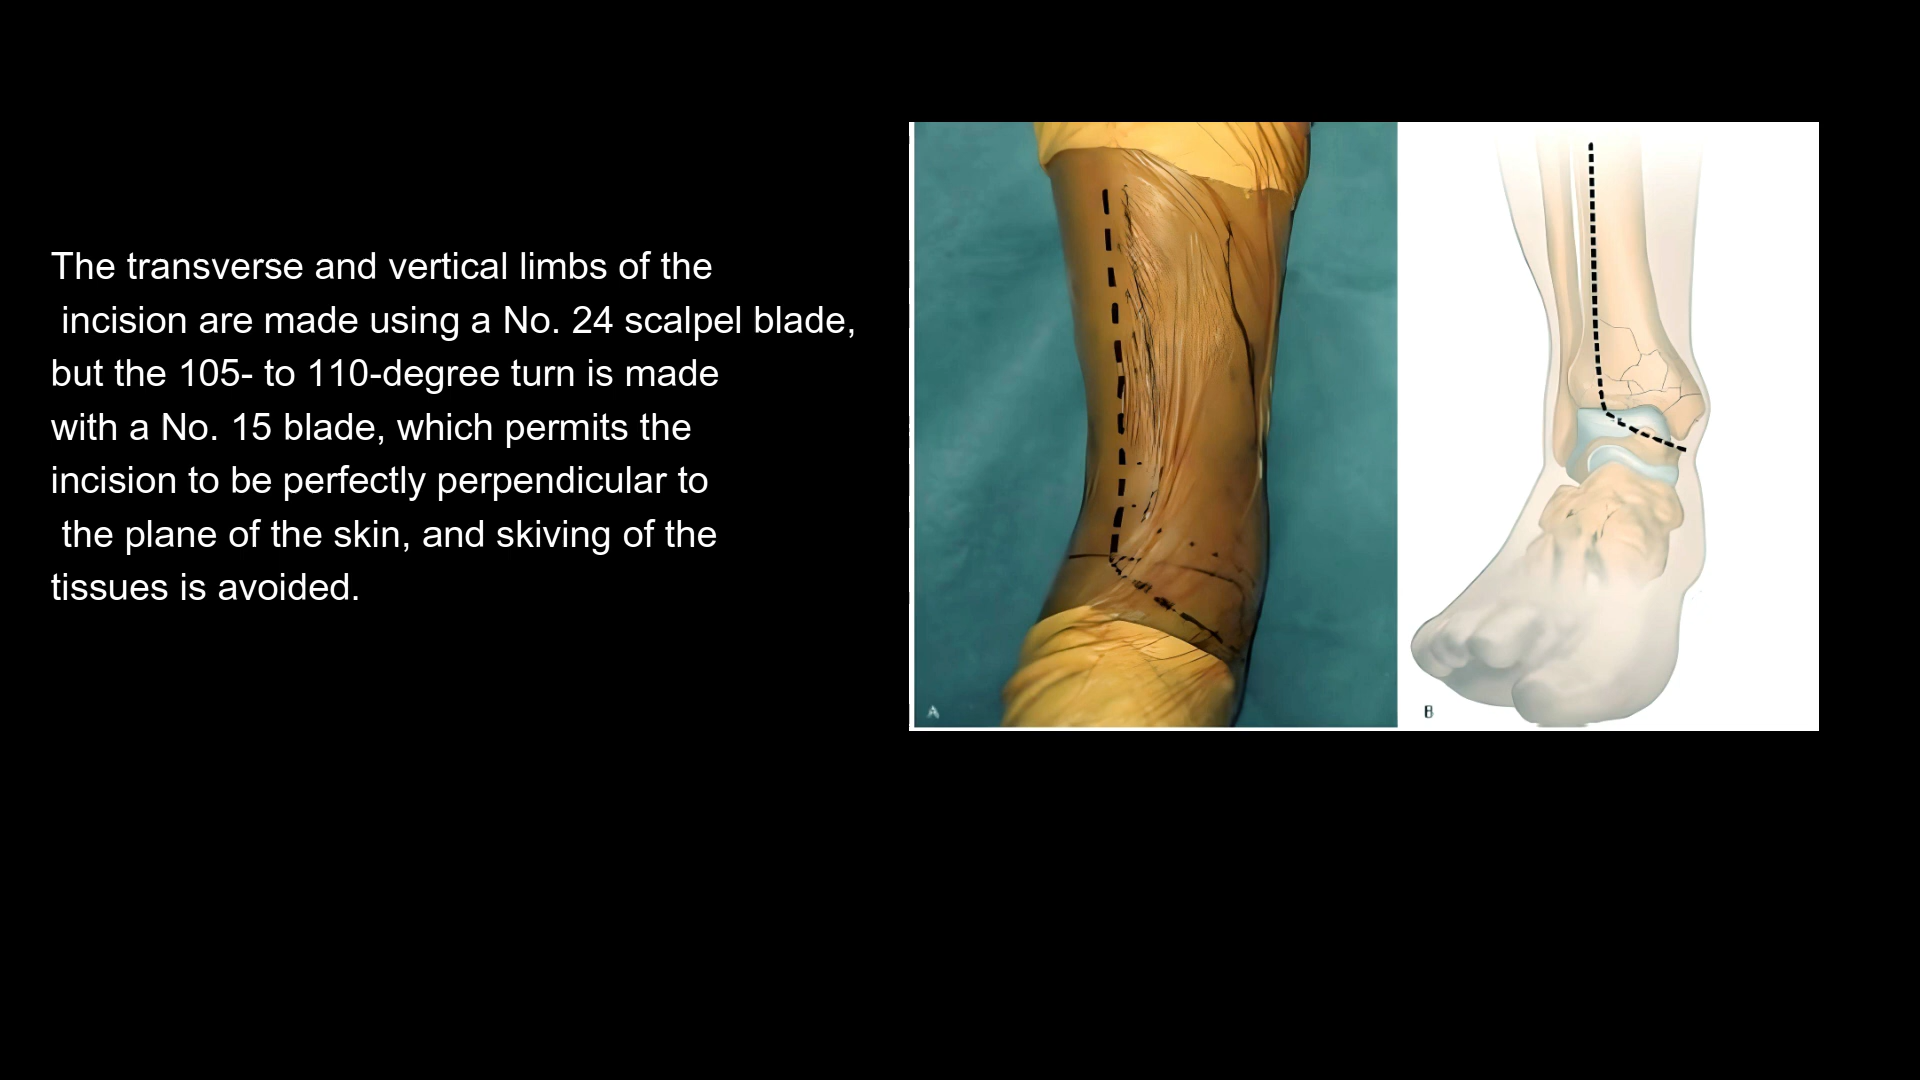 The transverse and vertical limbs of the
incision are made using a No. 24 scalpel blade,
but the 105- to 110-degree turn is made
with a No. 15 blade, which permits the
incision to be perfectly perpendicular to
the plane of the skin, and skiving of the
tissues is avoided.
A
B